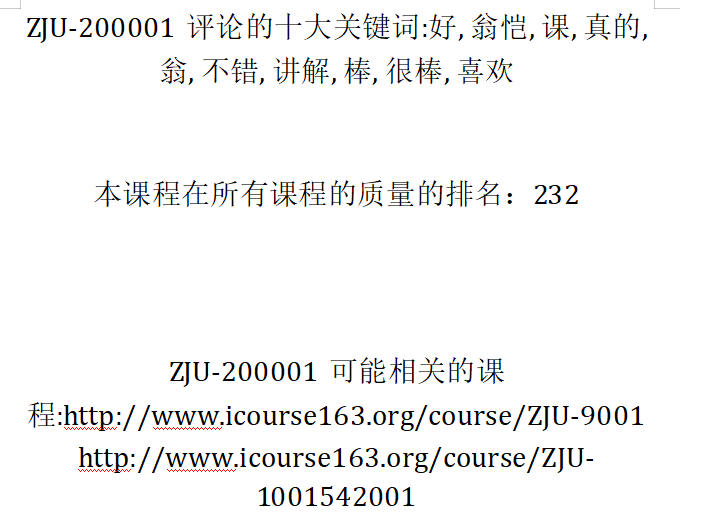 ZJU-200001 评论的十大关键词:好, 翁恺, 课, 真的,
翁, 不错, 讲解, 棒, 很棒, 喜欢
本课程在所有课程的质量的排名：232
ZJU-200001 可能相关的课
程:http://www.icourse163.org/course/ZJU-9001
http://www.icourse163.org/course/ZJU-
1001542001